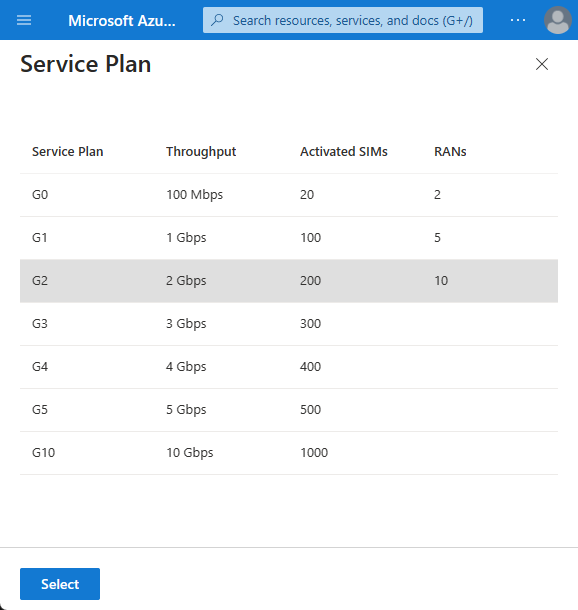 Microsoft Azu... Search resources, services, and docs (G+/) ...
Service Plan
Service Plan Throughput Activated SIMs RANs
G0 100 Mbps 20 2
G1 1 Gbps 100 5
G2 2 Gbps 200 10
G3 3 Gbps 300
G4 4 Gbps 400
G5 5 Gbps 500
G10 10 Gbps 1000
Select